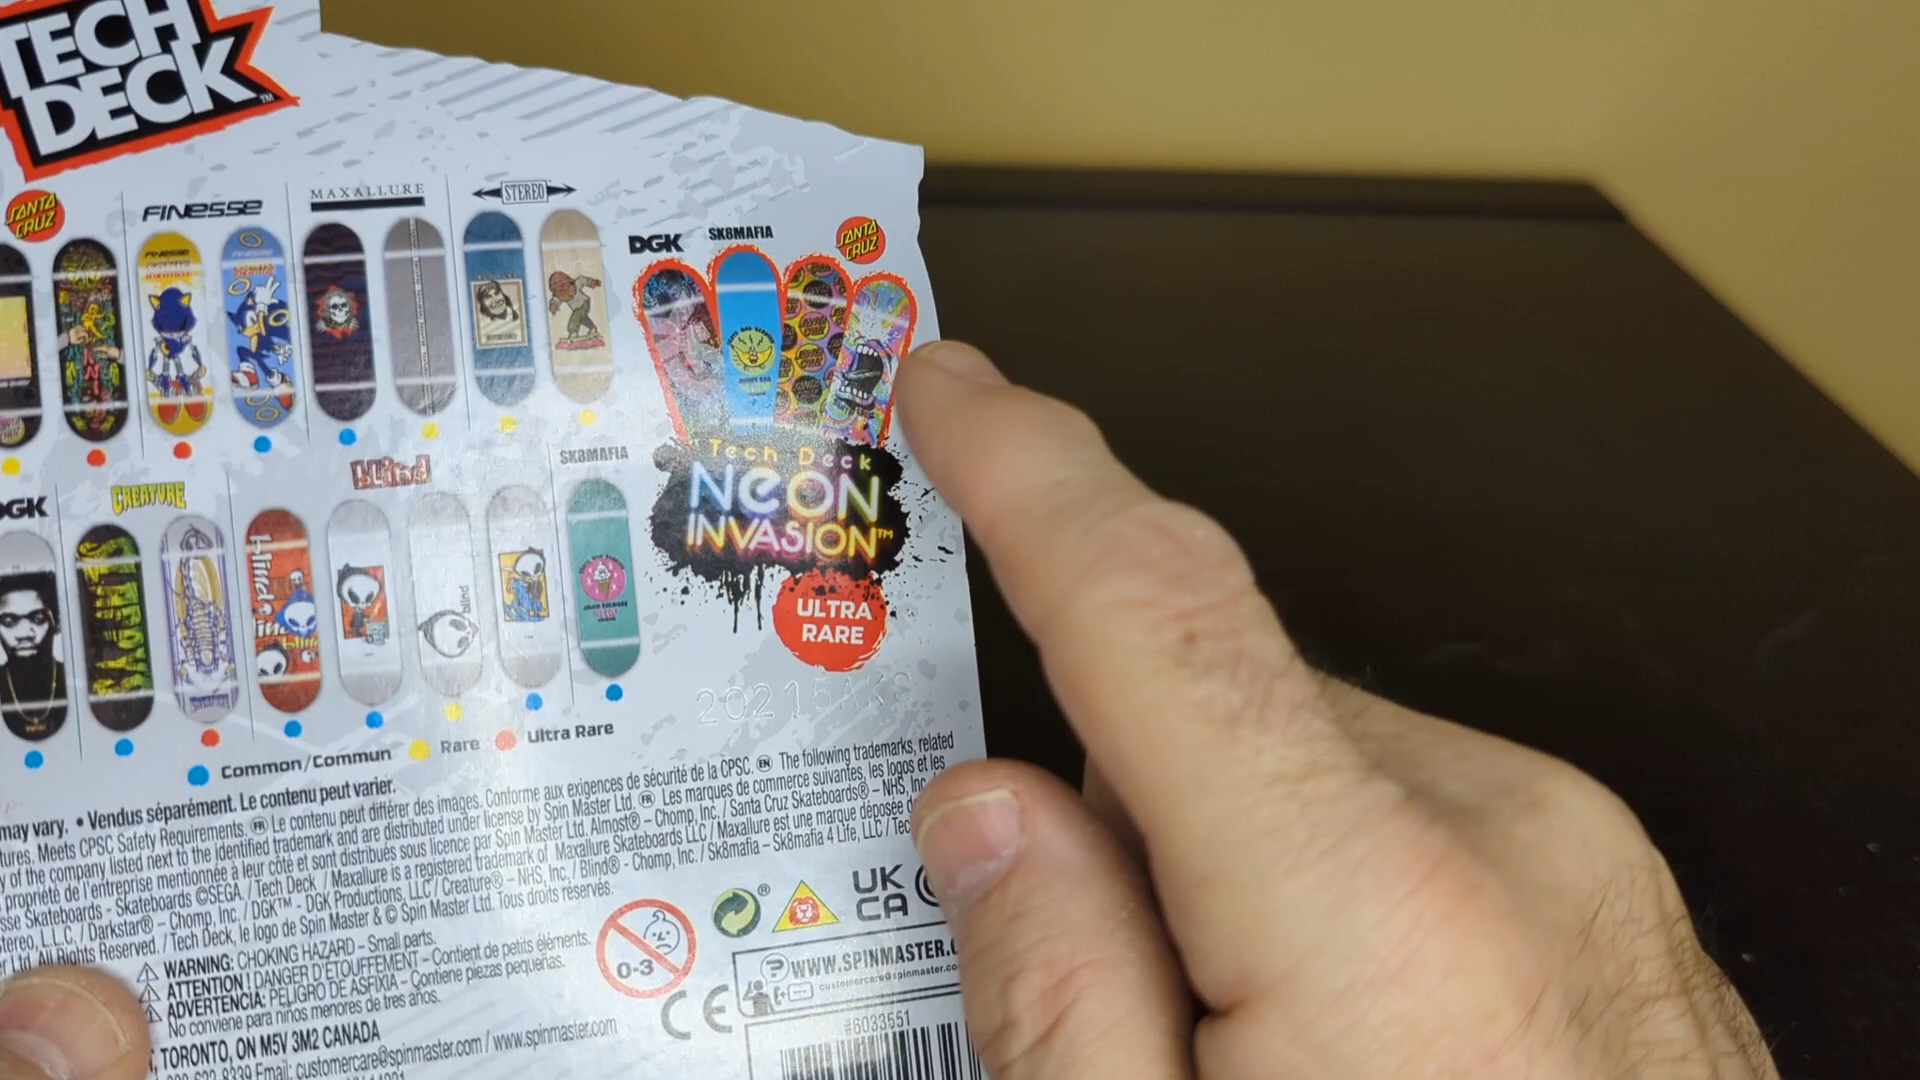 TECH
DECK™
SANTA
CRUZ
FINESSE
MAXALLURE
STEREO
DGK
SK8MAFIA
SANTA
CRUZ
Tech Deck
NEON
INVASION™
ULTRA
RARE
DGK
CREATURE
blind
SK8MAFIA
Common/Commun
Rare
Ultra Rare
may vary. • Vendus séparément. Le contenu peut varier.
Meets CPSC Safety Requirements. FR Le contenu peut différer des images. Conforme aux exigences de sécurité de la CPSC. EN The following trademarks, related
y of the company listed next to the identified trademark and are distributed under license by Spin Master Ltd. FR Les marques de commerce suivantes, les logos et les
propriété de l'entreprise mentionnée à leur côté et sont distribués sous licence par Spin Master Ltd. Almost® – Chomp, Inc. / Santa Cruz Skateboards® – NHS, Inc.
Skateboards - Skateboards ©SEGA. / Tech Deck / Maxallure is a registered trademark of Maxallure Skateboards LLC / Maxallure est une marque déposée
L.L.C. / Darkstar® – Chomp, Inc. / DGK™ - DGK Productions, LLC / Creature® – NHS, Inc. / Blind® - Chomp, Inc. / Sk8mafia – Sk8mafia 4 Life, LLC / Tec
All Rights Reserved. / Tech Deck, le logo de Spin Master & © Spin Master Ltd. Tous droits réservés.
WARNING: CHOKING HAZARD – Small parts.
ATTENTION ! DANGER D'ÉTOUFFEMENT – Contient de petits éléments.
ADVERTENCIA: PELIGRO DE ASFIXIA – Contiene piezas pequeñas.
No conviene para niños menores de tres años.
0-3
®
UK
CA
CE
WWW.SPINMASTER.C
customercare@spinmaster.co
#6033551
TORONTO, ON M5V 3M2 CANADA
8339 Email: customercare@spinmaster.com / www.spinmaster.com